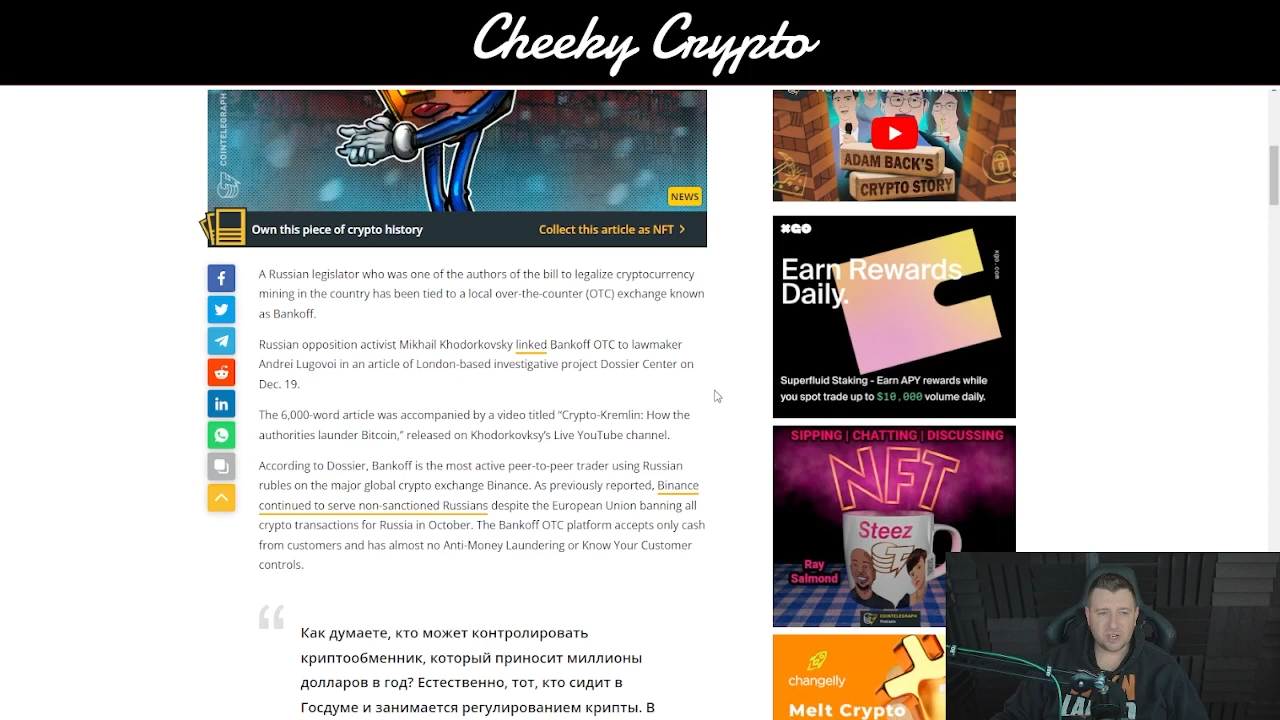 Cheeky Crypto
COINTELEGRAPH
NEWS
Own this piece of crypto history
Collect this article as NFT >
A Russian legislator who was one of the authors of the bill to legalize cryptocurrency
mining in the country has been tied to a local over-the-counter (OTC) exchange known
as Bankoff.
Russian opposition activist Mikhail Khodorkovsky linked Bankoff OTC to lawmaker
Andrei Lugovoi in an article of London-based investigative project Dossier Center on
Dec. 19.
The 6,000-word article was accompanied by a video titled “Crypto-Kremlin: How the
authorities launder Bitcoin,” released on Khodorkovksy’s Live YouTube channel.
According to Dossier, Bankoff is the most active peer-to-peer trader using Russian
rubles on the major global crypto exchange Binance. As previously reported, Binance
continued to serve non-sanctioned Russians despite the European Union banning all
crypto transactions for Russia in October. The Bankoff OTC platform accepts only cash
from customers and has almost no Anti-Money Laundering or Know Your Customer
controls.
Как думаете, кто может контролировать
криптообменник, который приносит миллионы
долларов в год? Естественно, тот, кто сидит в
Госдуме и занимается регулированием крипты. В
ADAM BACK'S
CRYPTO STORY
XGO
Earn Rewards
Daily.
xgo.com
Superfluid Staking - Earn APY rewards while
you spot trade up to $10,000 volume daily.
SIPPING | CHATTING | DISCUSSING
NFT
Steez
Ray
Salmond
COINTELEGRAPH
changelly
Melt Crypto